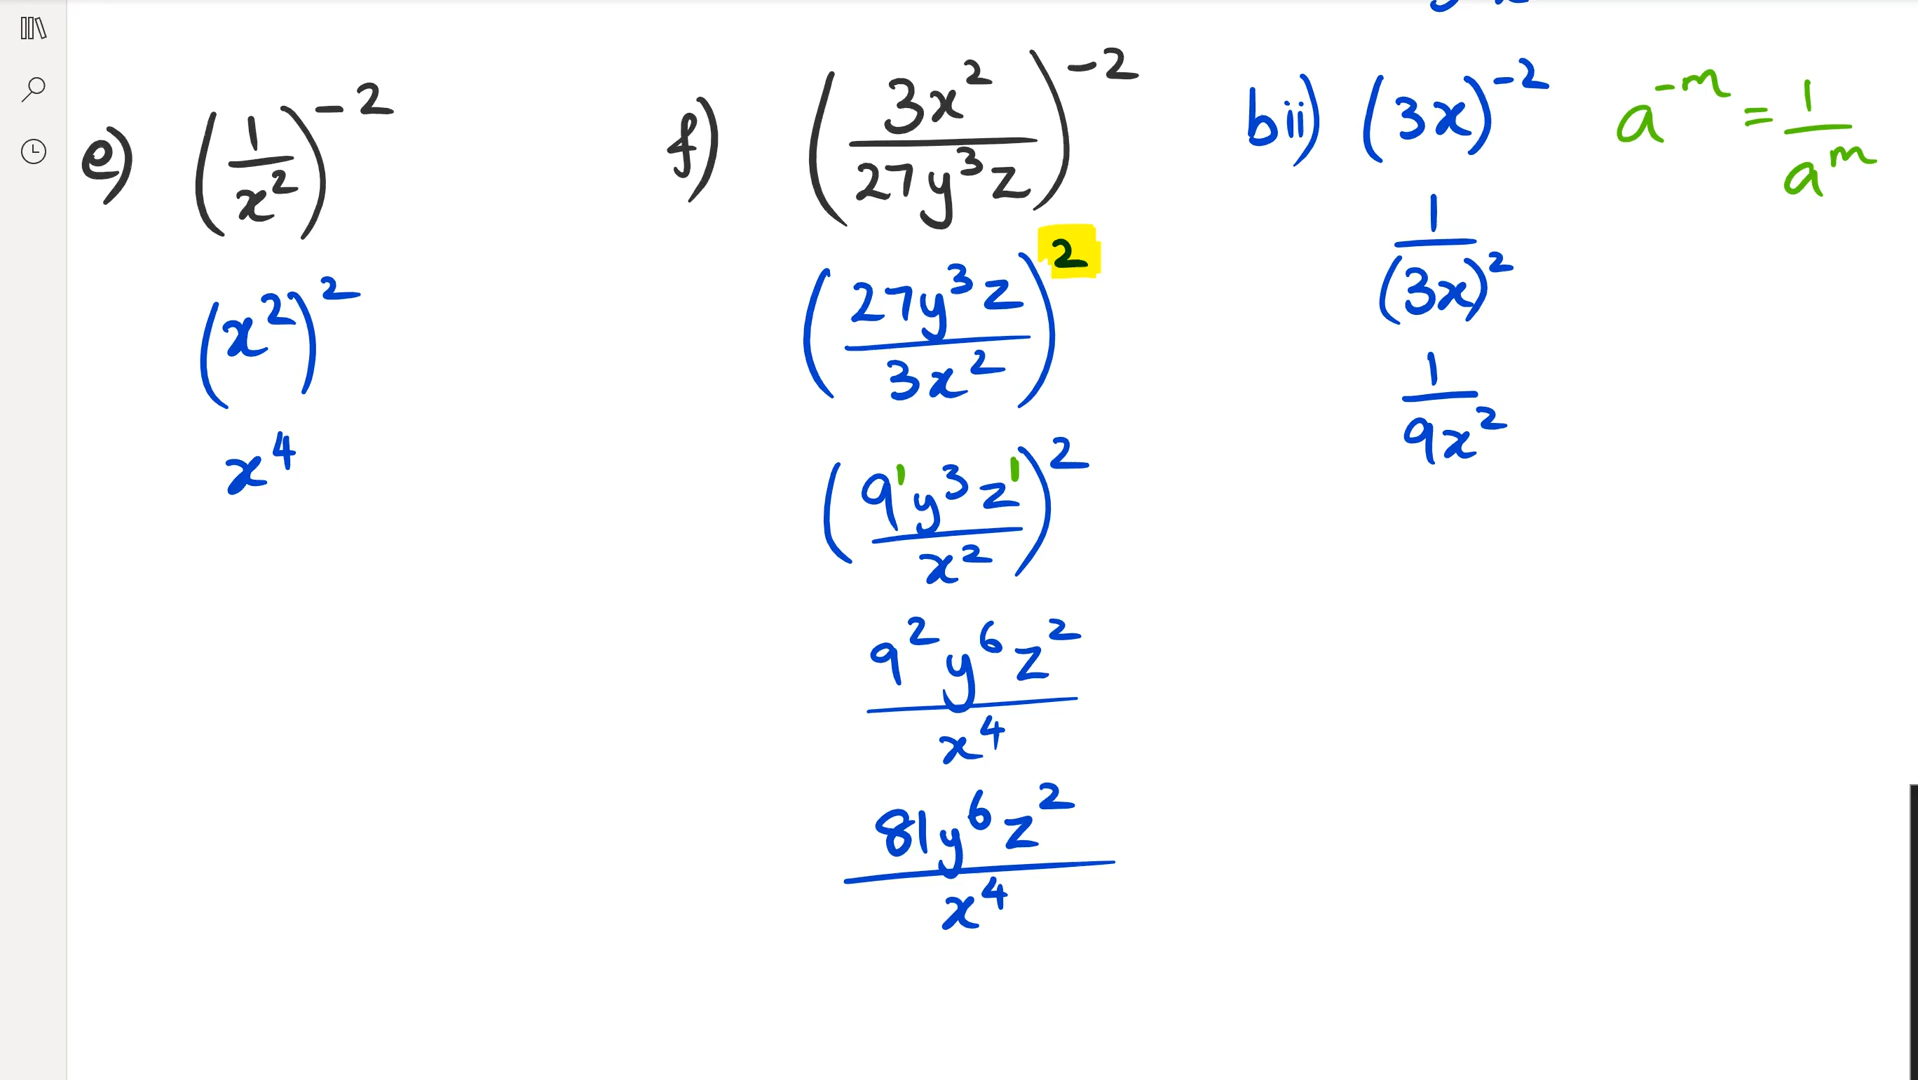 e) (1/x²)⁻²
(x²)²
x⁴
f) (3x²/27y³z)⁻²
(27y³z/3x²)²
(9¹y³z¹/x²)²
9²y⁶z²/x⁴
81y⁶z²/x⁴
bii) (3x)⁻² a⁻ᵐ = 1/aᵐ
1/(3x)²
1/9x²